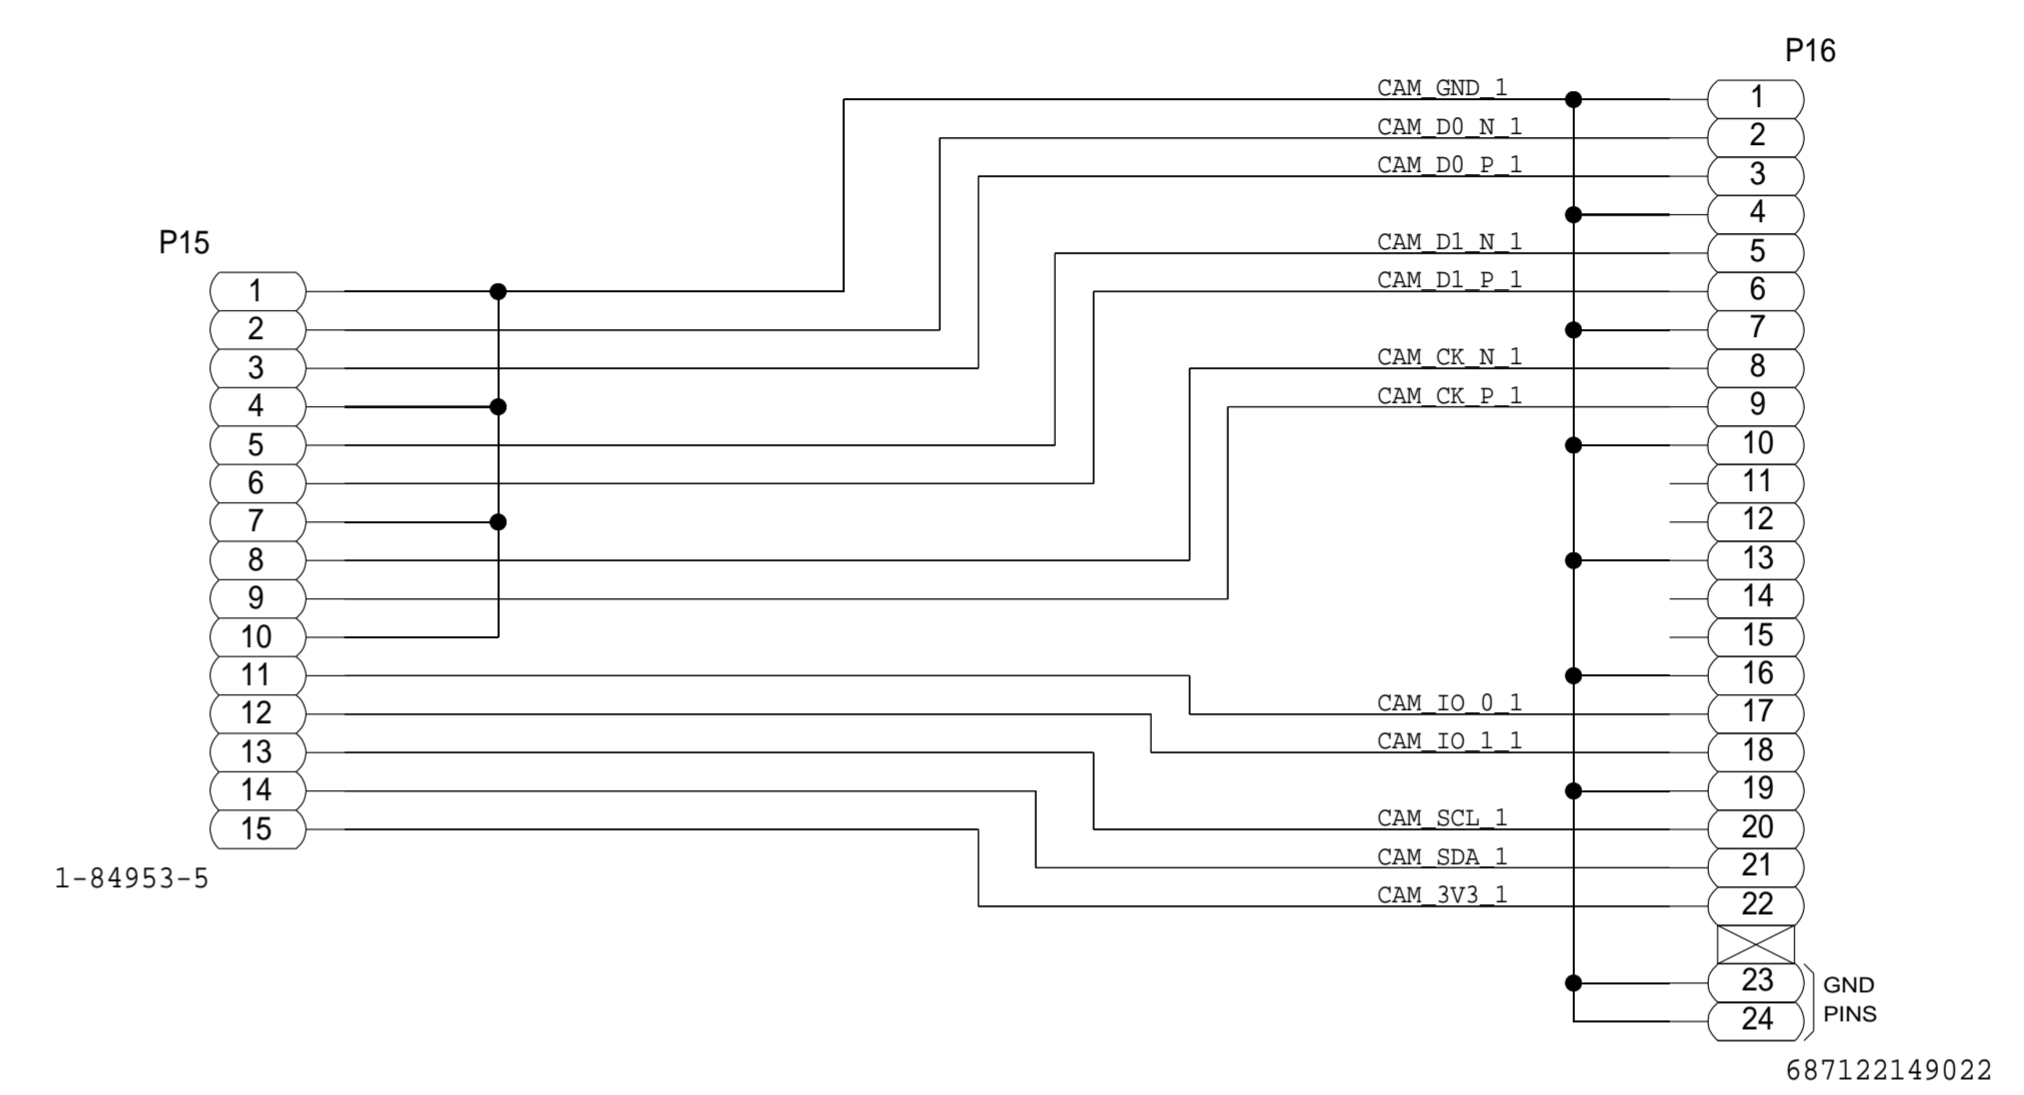 P16
CAM_GND_1
1
CAM_D0_N_1
2
CAM_D0_P_1
3
4
CAM_D1_N_1
5
CAM_D1_P_1
6
7
CAM_CK_N_1
8
CAM_CK_P_1
9
10
11
12
13
14
15
16
CAM_IO_0_1
17
CAM_IO_1_1
18
19
CAM_SCL_1
20
CAM_SDA_1
21
CAM_3V3_1
22
23
24
GND
PINS
687122149022
P15
1
2
3
4
5
6
7
8
9
10
11
12
13
14
15
1-84953-5